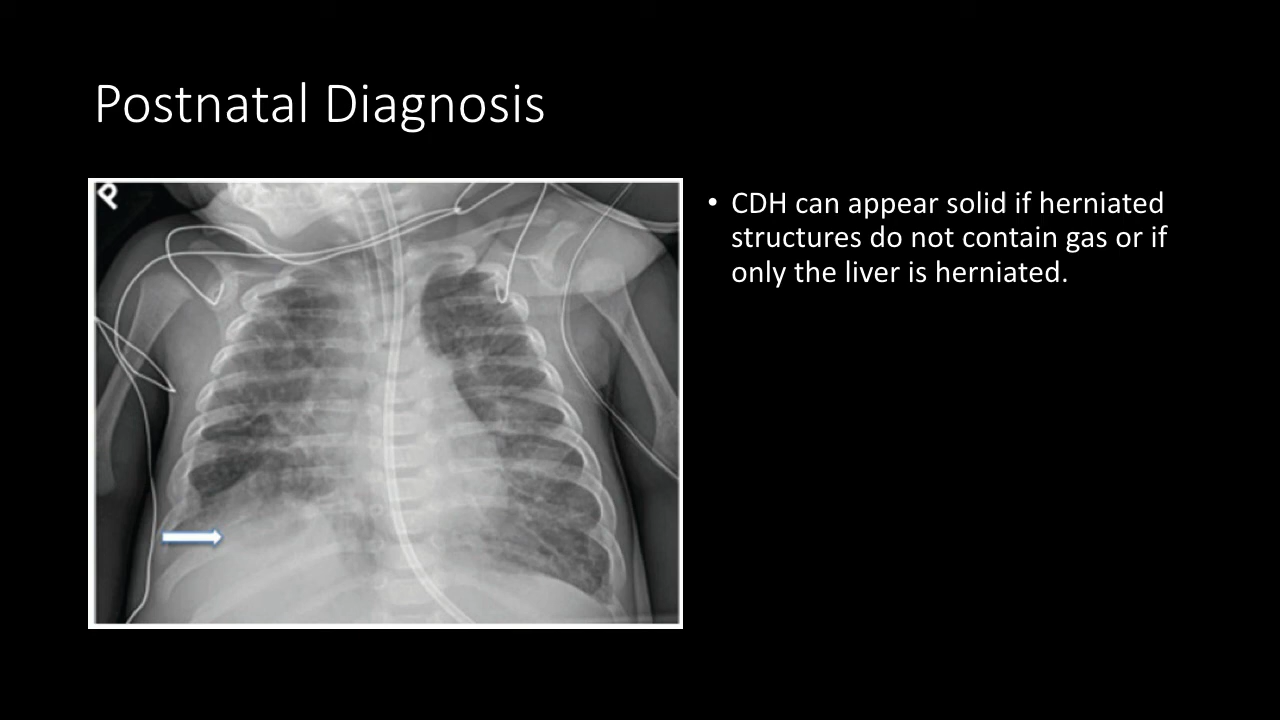 Postnatal Diagnosis
P
• CDH can appear solid if herniated
structures do not contain gas or if
only the liver is herniated.